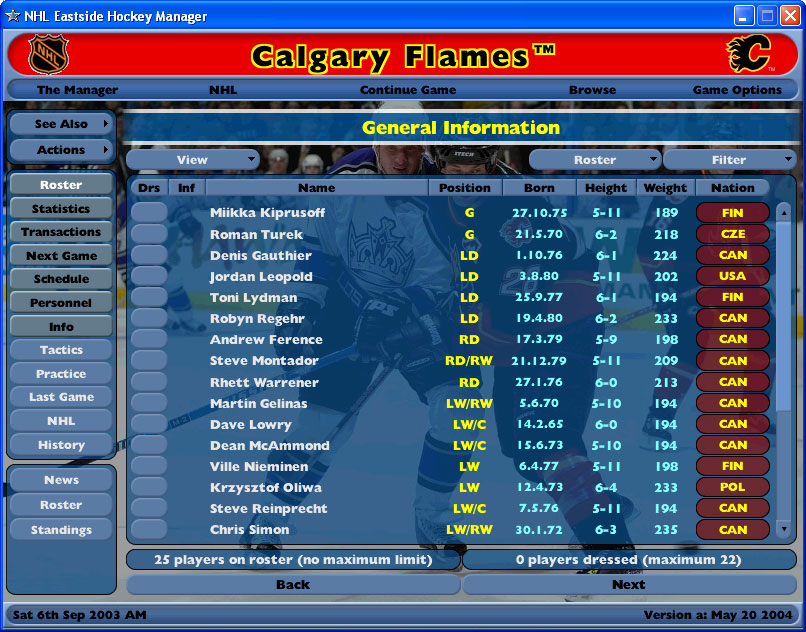 NHL Eastside Hockey Manager
NHL Calgary Flames™ TM
The Manager NHL Continue Game Browse Game Options
See Also
Actions
General Information
View Roster Filter
Drs Inf Name Position Born Height Weight Nation
Roster
Statistics
Transactions
Next Game
Schedule
Personnel
Info
Tactics
Practice
Last Game
NHL
History
News
Roster
Standings
Miikka Kiprusoff G 27.10.75 5-11 189 FIN
Roman Turek G 21.5.70 6-2 218 CZE
Denis Gauthier LD 1.10.76 6-1 224 CAN
Jordan Leopold LD 3.8.80 5-11 202 USA
Toni Lydman LD 25.9.77 6-1 194 FIN
Robyn Regehr LD 19.4.80 6-2 233 CAN
Andrew Ference RD 17.3.79 5-9 198 CAN
Steve Montador RD/RW 21.12.79 5-11 209 CAN
Rhett Warrener RD 27.1.76 6-0 213 CAN
Martin Gelinas LW/RW 5.6.70 5-10 194 CAN
Dave Lowry LW/C 14.2.65 6-0 194 CAN
Dean McAmmond LW/C 15.6.73 5-10 194 CAN
Ville Nieminen LW 6.4.77 5-11 198 FIN
Krzysztof Oliwa LW 12.4.73 6-4 233 POL
Steve Reinprecht LW/C 7.5.76 5-11 194 CAN
Chris Simon LW/RW 30.1.72 6-3 235 CAN
25 players on roster (no maximum limit) 0 players dressed (maximum 22)
Back Next
Sat 6th Sep 2003 AM Version a: May 20 2004